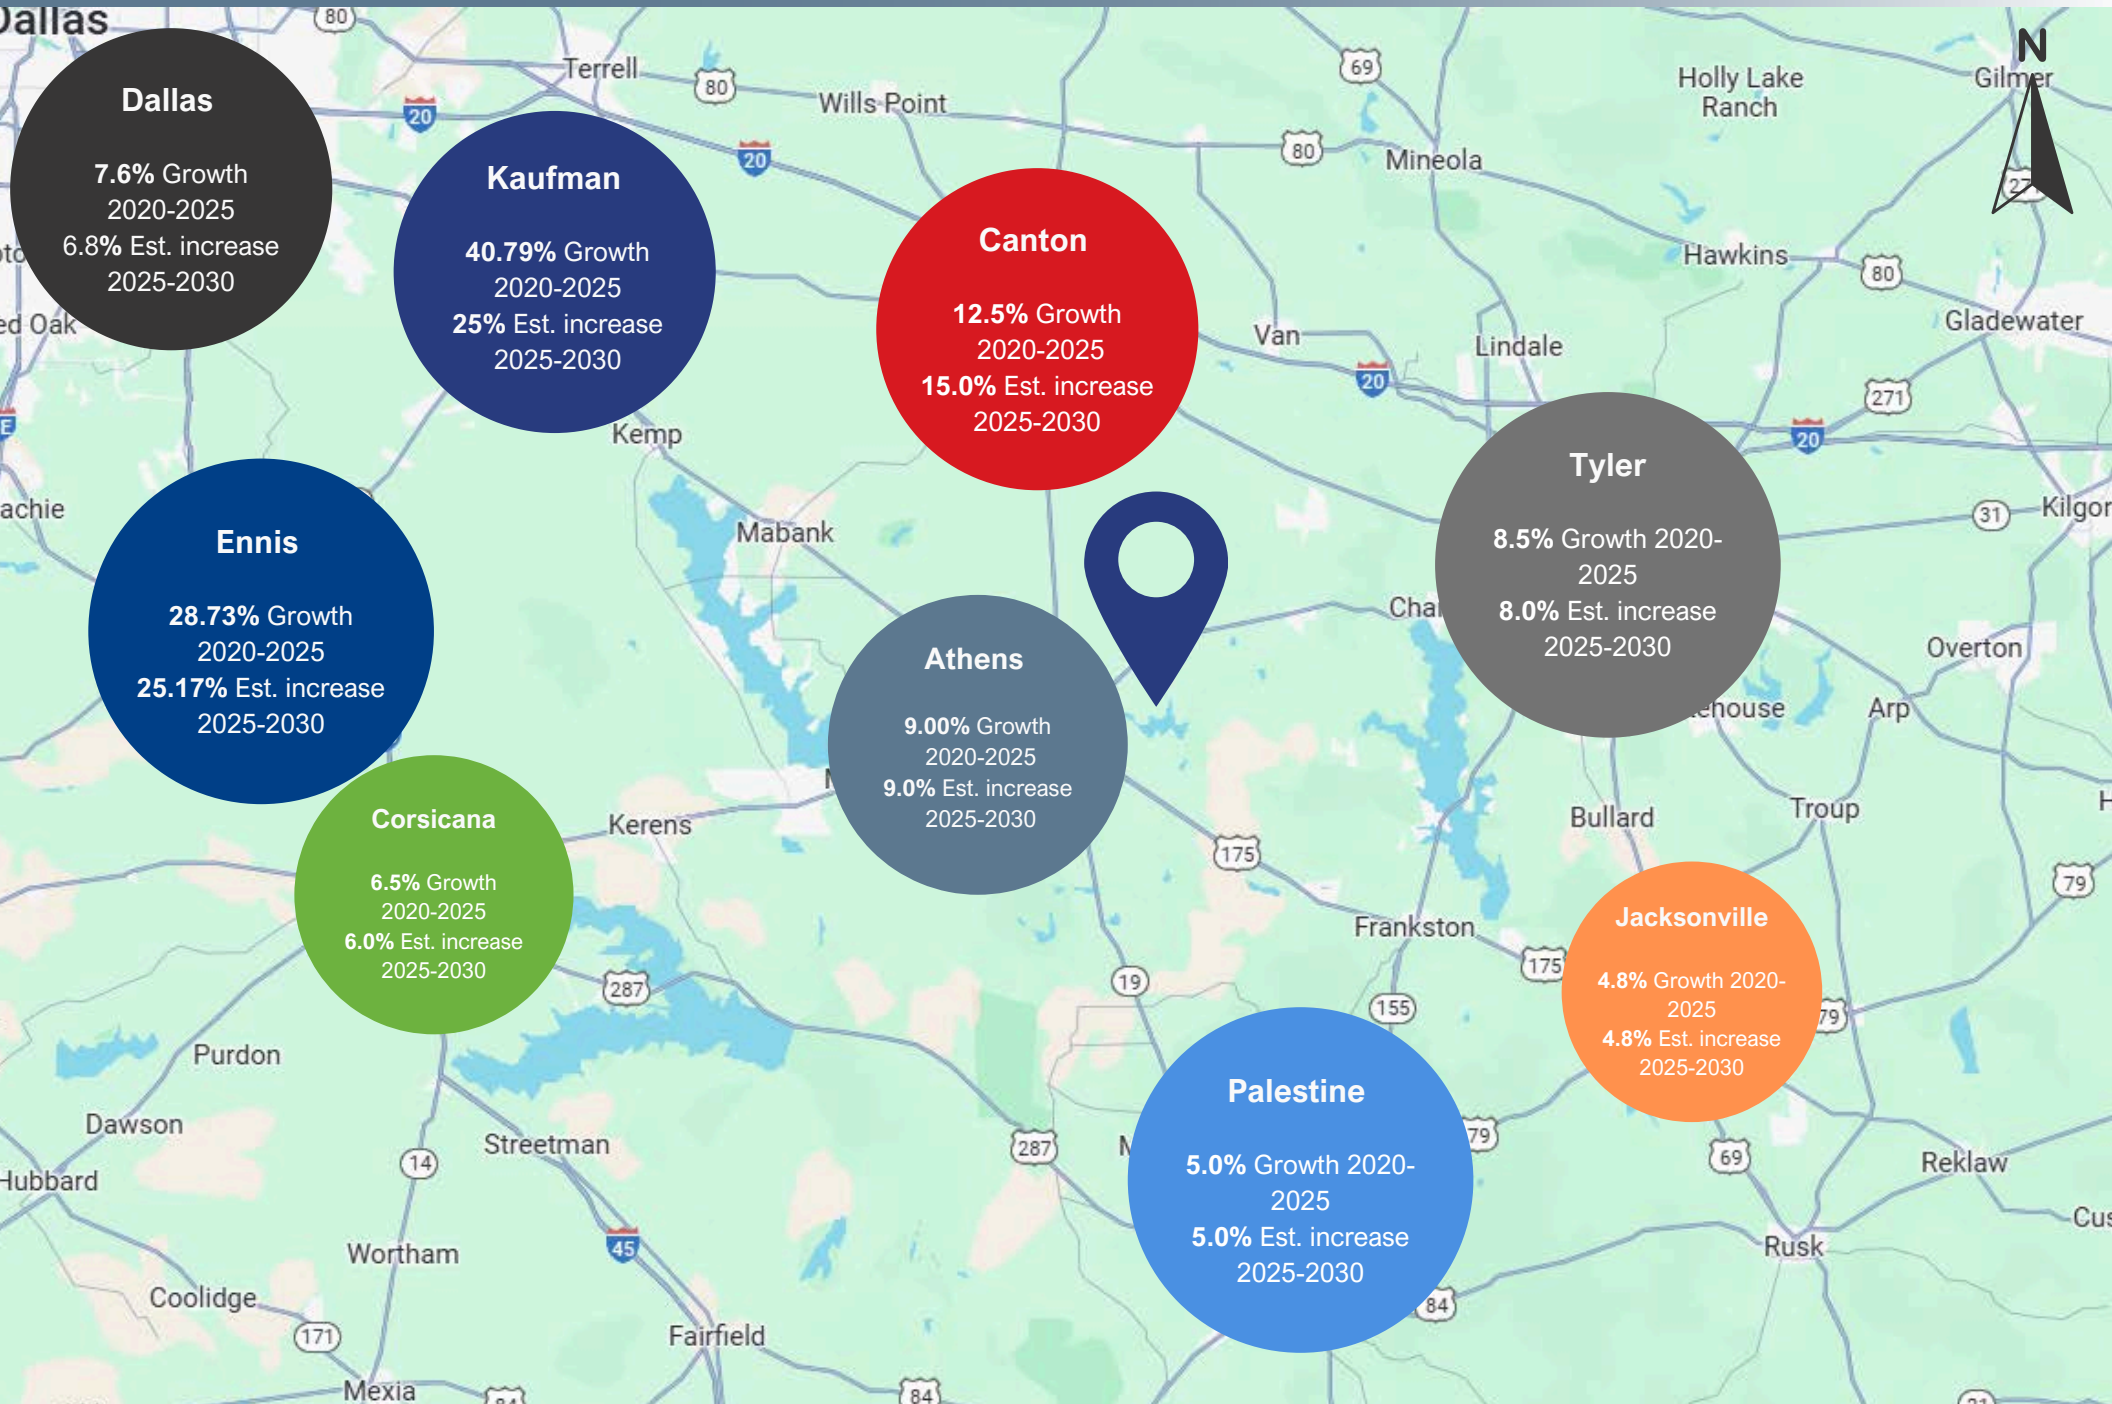 Dallas
80
Terrell
80
Wills Point
69
Holly Lake
Ranch
N
Gilmer
20
20
80
Mineola
Hawkins
80
Gladewater
Dallas
7.6% Growth
2020-2025
6.8% Est. increase
2025-2030
Kaufman
40.79% Growth
2020-2025
25% Est. increase
2025-2030
Canton
12.5% Growth
2020-2025
15.0% Est. increase
2025-2030
Van
Lindale
20
271
20
ed Oak
E
Kemp
achie
Mabank
31
Kilgor
Ennis
28.73% Growth
2020-2025
25.17% Est. increase
2025-2030
Athens
9.00% Growth
2020-2025
9.0% Est. increase
2025-2030
Tyler
8.5% Growth 2020-
2025
8.0% Est. increase
2025-2030
Cha
Overton
ehouse
Arp
Corsicana
6.5% Growth
2020-2025
6.0% Est. increase
2025-2030
Kerens
175
Bullard
Troup
79
Frankston
175
Jacksonville
4.8% Growth 2020-
2025
4.8% Est. increase
2025-2030
79
287
19
155
Purdon
Dawson
Streetman
14
287
Palestine
5.0% Growth 2020-
2025
5.0% Est. increase
2025-2030
79
69
Reklaw
Hubbard
Wortham
45
Rusk
Cus
Coolidge
171
Fairfield
84
Mexia
84
84